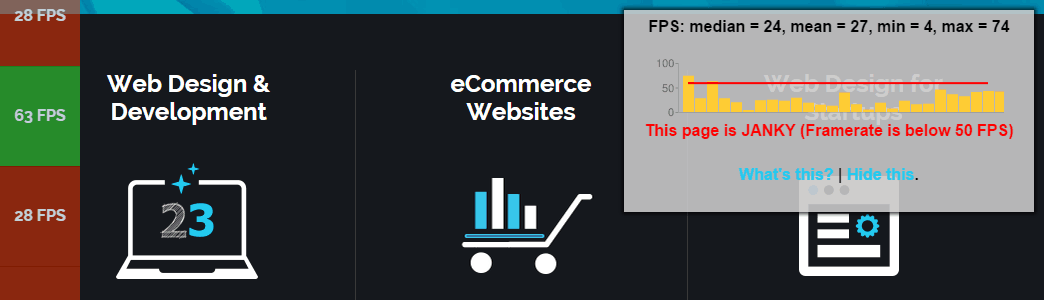 28 FPS
63 FPS
28 FPS
Web Design &
Development
23
eCommerce
Websites
FPS: median = 24, mean = 27, min = 4, max = 74
100
50
0
Web Design for
Startups
This page is JANKY (Framerate is below 50 FPS)
What's this? | Hide this.